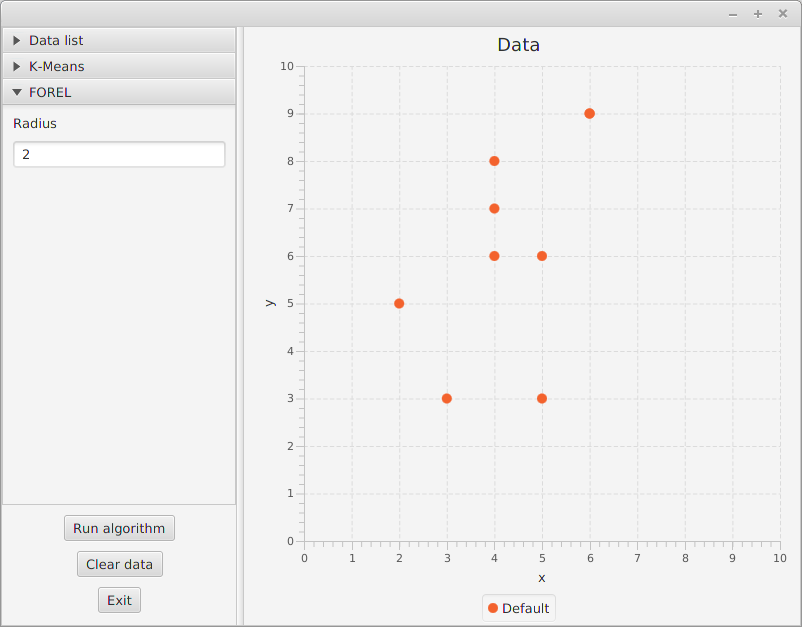 Data list
K-Means
FOREL
Radius
2
Run algorithm
Clear data
Exit
Data
10
9
8
7
6
5
4
3
2
1
0
y
0 1 2 3 4 5 6 7 8 9 10
x
Default